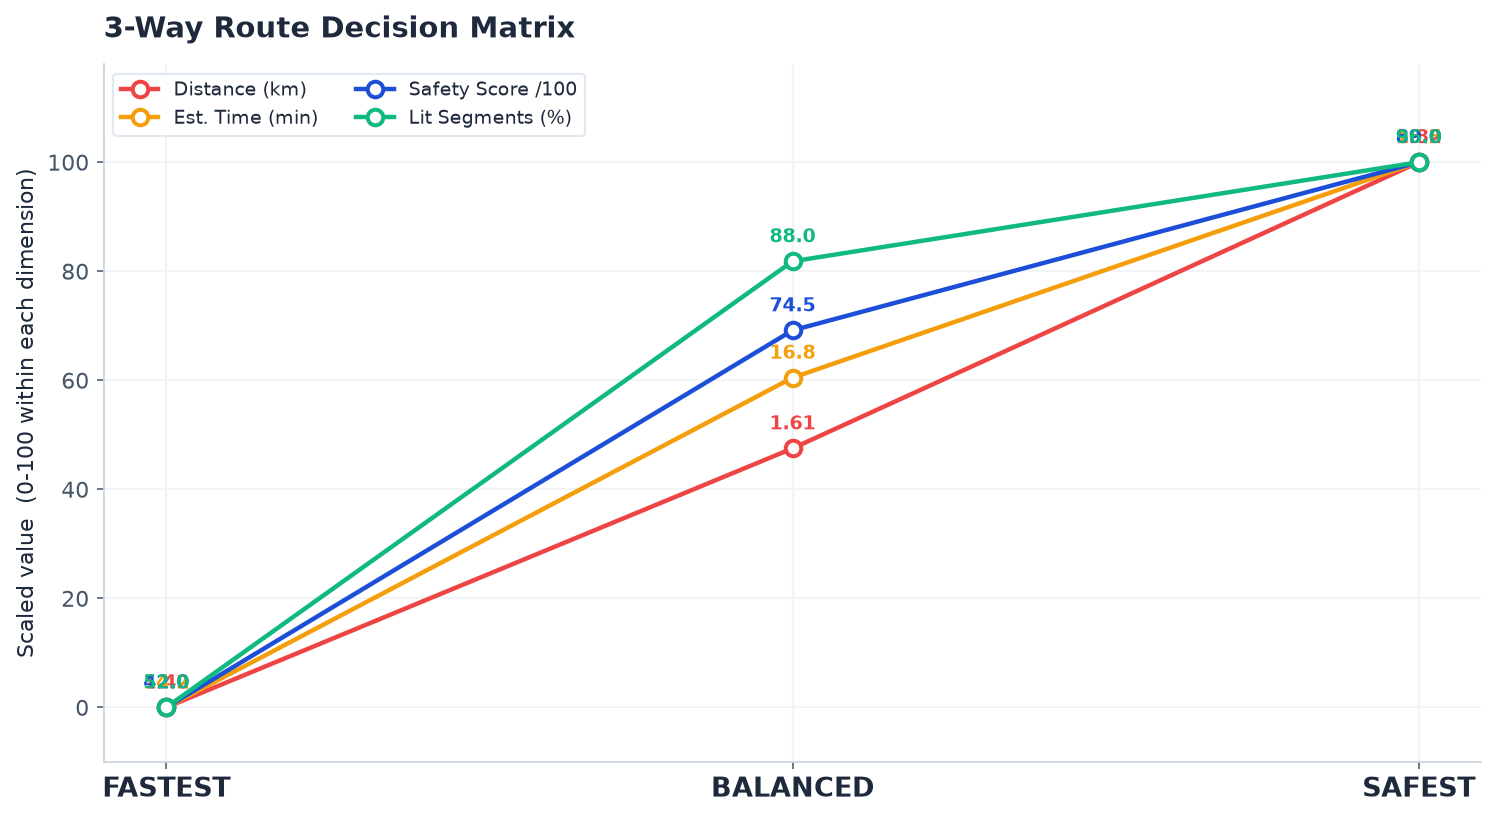 3-Way Route Decision Matrix
Distance (km)
Est. Time (min)
Safety Score /100
Lit Segments (%)
Scaled value (0-100 within each dimension)
100
80
60
40
20
0
88.0
74.5
16.8
1.61
FASTEST
BALANCED
SAFEST